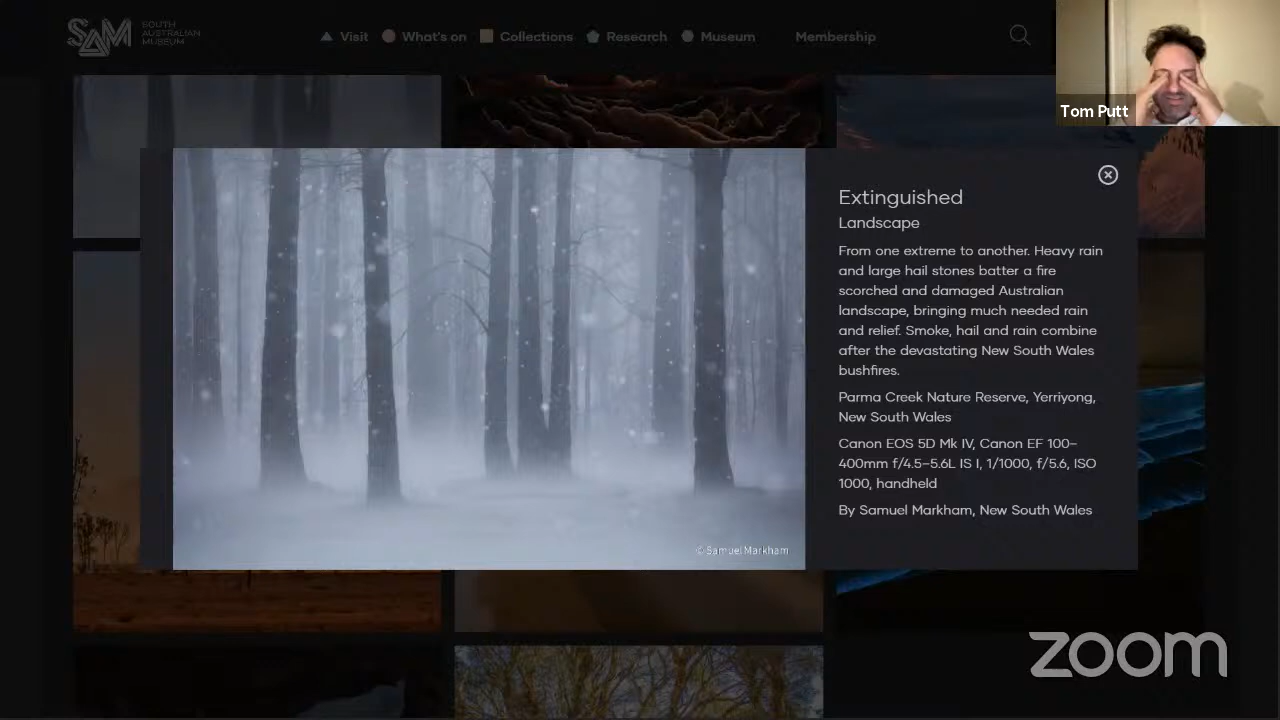 SAM
SOUTH
AUSTRALIAN
MUSEUM
Visit
What's on
Collections
Research
Museum
Membership
Tom Putt
Extinguished
Landscape
From one extreme to another. Heavy rain
and large hail stones batter a fire
scorched and damaged Australian
landscape, bringing much needed rain
and relief. Smoke, hail and rain combine
after the devastating New South Wales
bushfires.
Parma Creek Nature Reserve, Yerriyong,
New South Wales
Canon EOS 5D Mk IV, Canon EF 100–
400mm f/4.5–5.6L IS I, 1/1000, f/5.6, ISO
1000, handheld
By Samuel Markham, New South Wales
© Samuel Markham
zoom